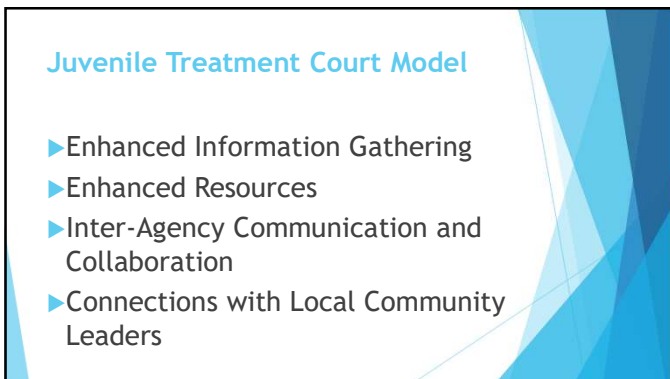 Juvenile Treatment Court Model
▶Enhanced Information Gathering
▶Enhanced Resources
▶Inter-Agency Communication and
Collaboration
▶Connections with Local Community
Leaders